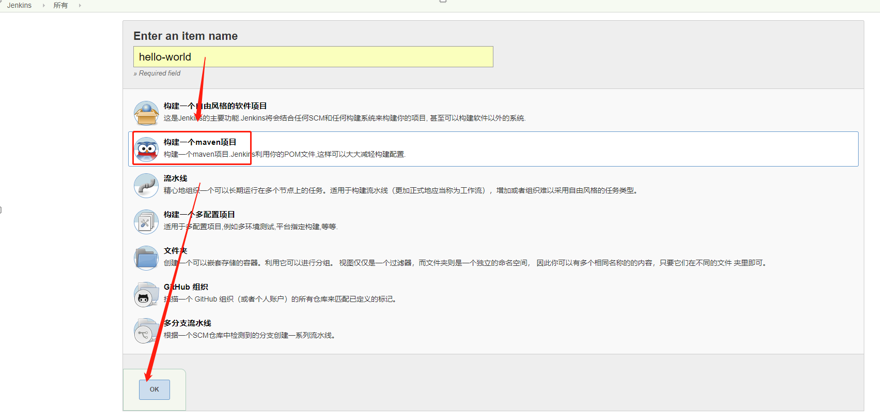 Jenkins › 所有 ›
Enter an item name
hello-world
» Required field
构建一个自由风格的软件项目
这是Jenkins的主要功能.Jenkins将会结合任何SCM和任何构建系统来构建你的项目, 甚至可以构建软件以外的系统.
构建一个maven项目
构建一个maven项目.Jenkins利用你的POM文件,这样可以大大减轻构建配置.
流水线
精心地组织一个可以长期运行在多个节点上的任务。适用于构建流水线（更加正式地应当称为工作流），增加或者组织难以采用自由风格的任务类型。
构建一个多配置项目
适用于多配置项目,例如多环境测试,平台指定构建,等等.
文件夹
创建一个可以嵌套存储的容器。利用它可以进行分组。 视图仅仅是一个过滤器，而文件夹则是一个独立的命名空间， 因此你可以有多个相同名称的的内容，只要它们在不同的文件 夹里即可。
GitHub 组织
扫描一个 GitHub 组织（或者个人账户）的所有仓库来匹配已定义的标记。
多分支流水线
根据一个SCM仓库中检测到的分支创建一系列流水线。
OK